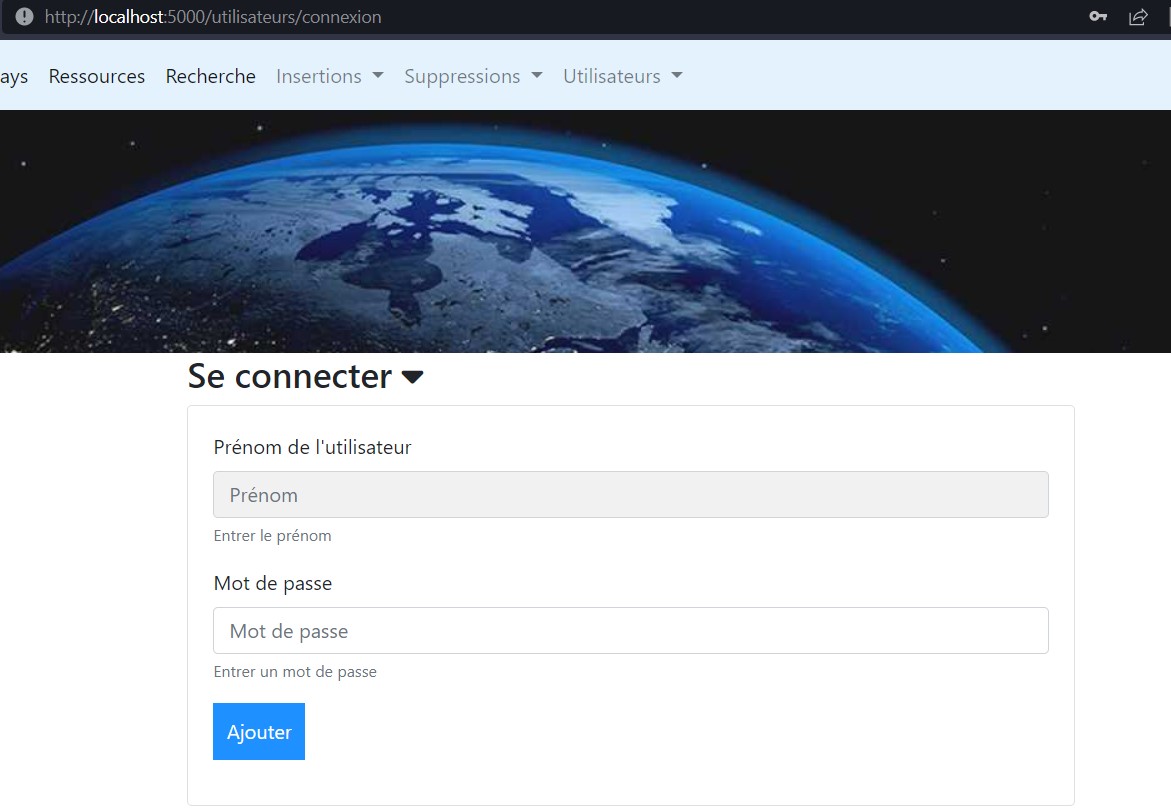 http://localhost:5000/utilisateurs/connexion
ays Ressources Recherche Insertions Suppressions Utilisateurs
Se connecter
Prénom de l'utilisateur
Prénom
Entrer le prénom
Mot de passe
Mot de passe
Entrer un mot de passe
Ajouter